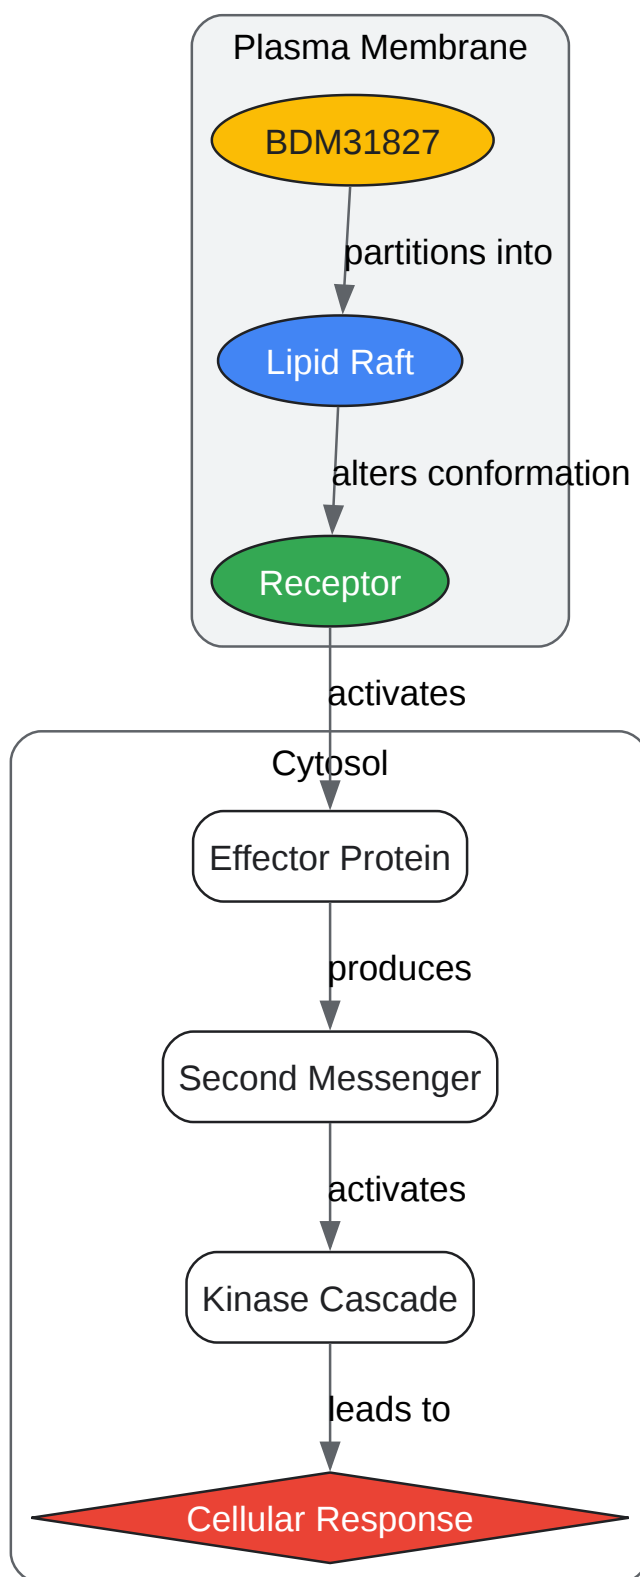 Plasma Membrane
BDM31827
partitions into
Lipid Raft
alters conformation
Receptor
activates
Cytosol
Effector Protein
produces
Second Messenger
activates
Kinase Cascade
leads to
Cellular Response